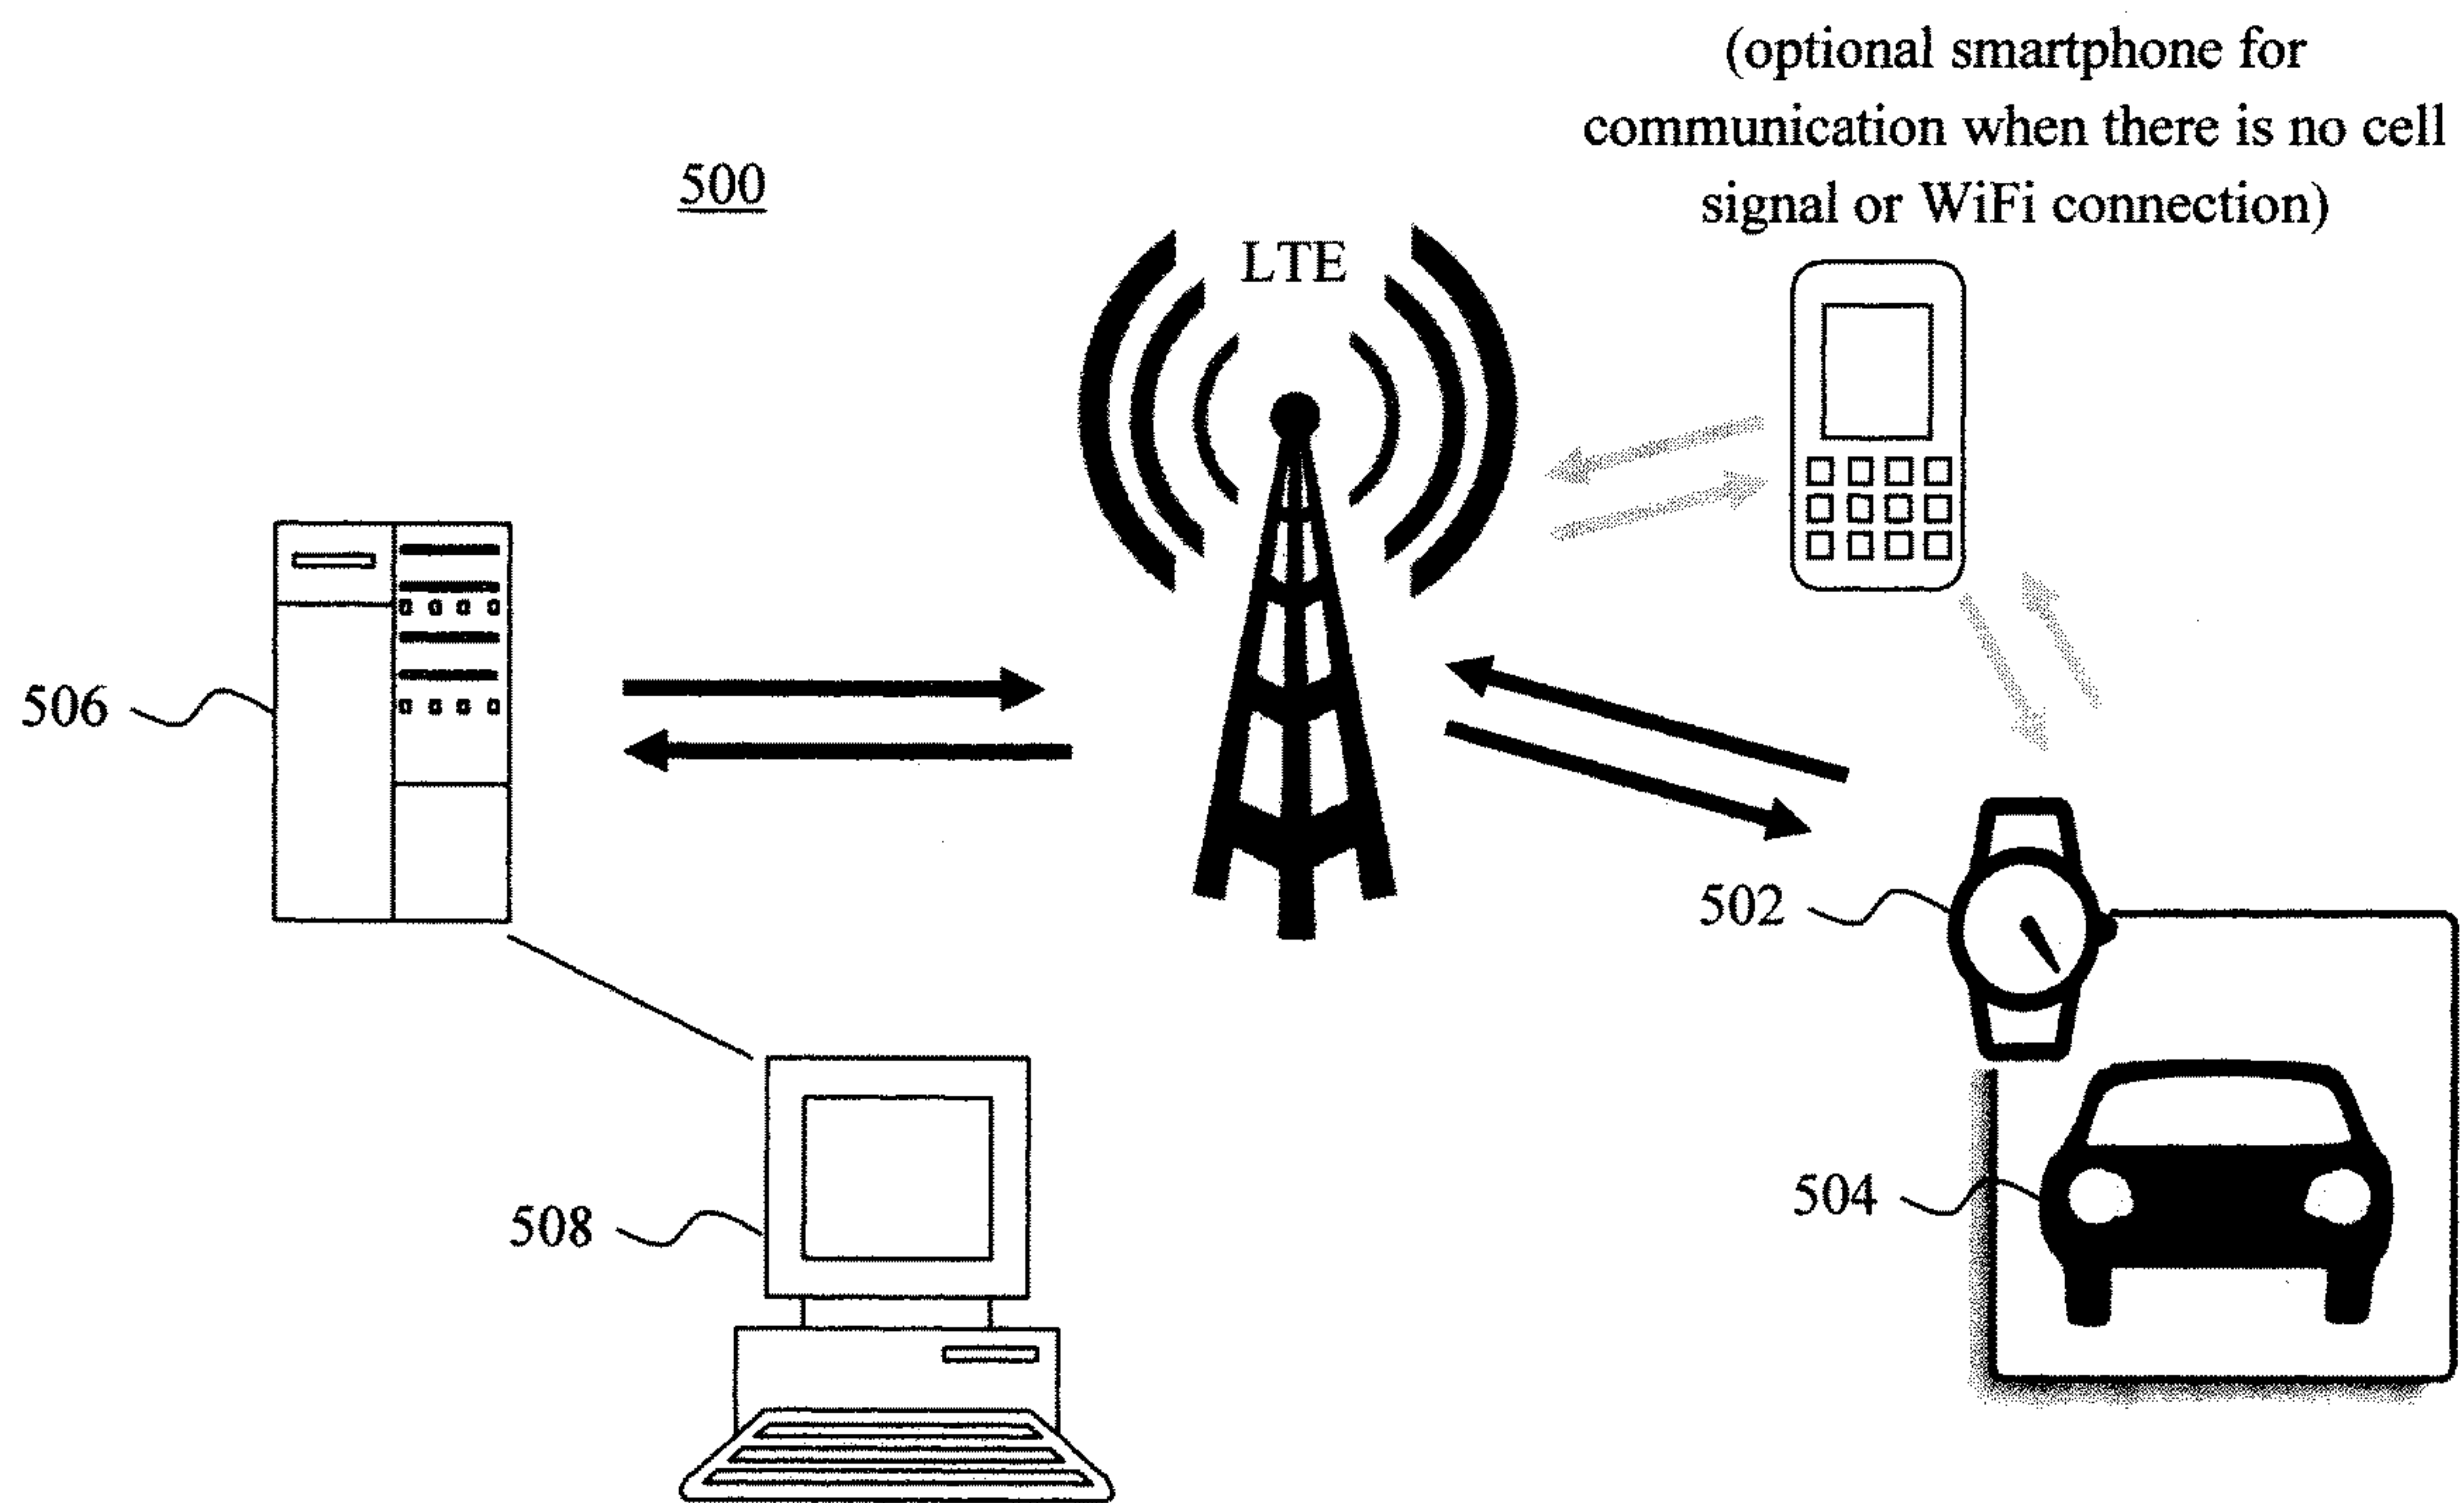 (optional smartphone for
communication when there is no cell
signal or WiFi connection)
500
LTE
506
502
504
508